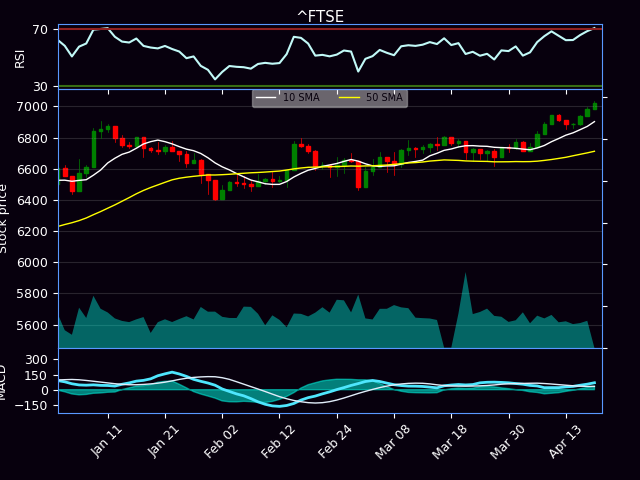 ^FTSE
RSI
70
30
10 SMA
50 SMA
Stock price
7000
6800
6600
6400
6200
6000
5800
5600
MACD
300
150
0
−150
Jan 11
Jan 21
Feb 02
Feb 12
Feb 24
Mar 08
Mar 18
Mar 30
Apr 13